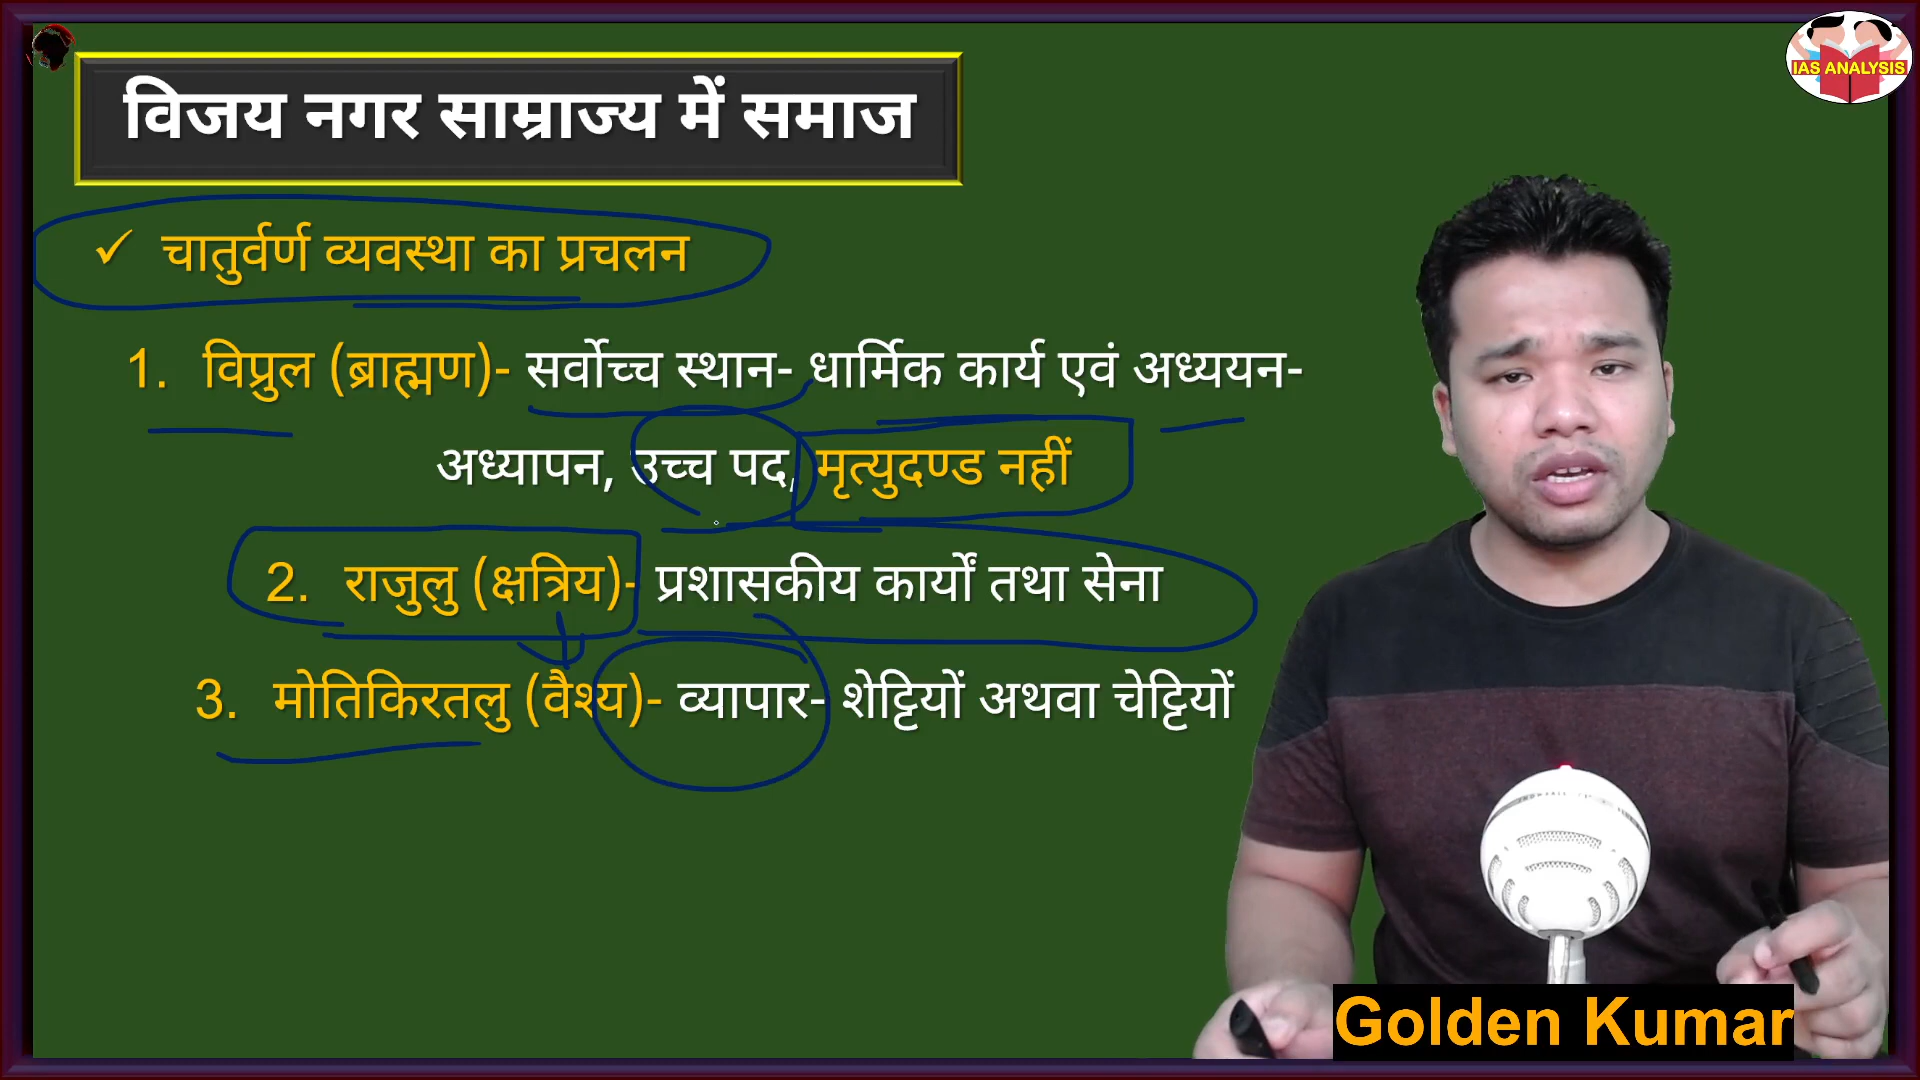 विजय नगर साम्राज्य में समाज
IAS ANALYSIS
✓ चातुर्वर्ण व्यवस्था का प्रचलन
1. विप्रुल (ब्राह्मण)- सर्वोच्च स्थान- धार्मिक कार्य एवं अध्ययन-
अध्यापन, उच्च पद, मृत्युदण्ड नहीं
2. राजुलु (क्षत्रिय)- प्रशासकीय कार्यों तथा सेना
3. मोतिकिरतलु (वैश्य)- व्यापार- शेट्टियों अथवा चेट्टियों
Golden Kumar